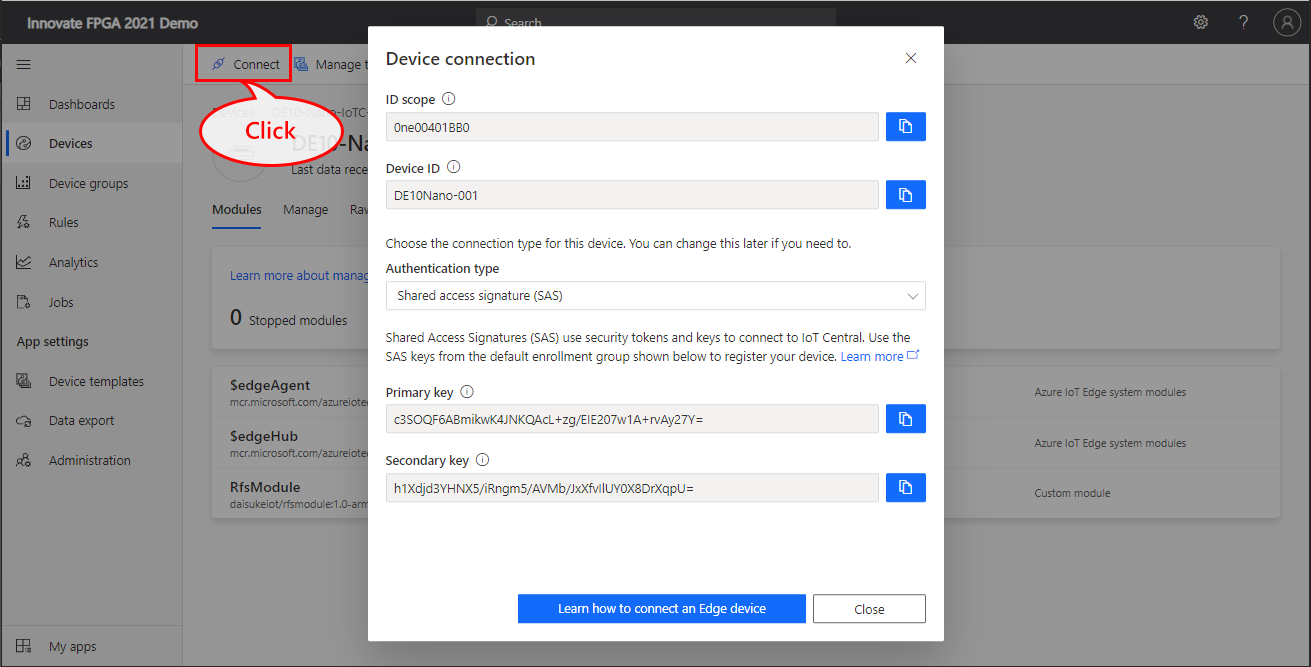 Innovate FPGA 2021 Demo
Search
Connect
Manage t
Click
Dashboards
Devices
Device groups
Rules
Analytics
Jobs
App settings
Device templates
Data export
Administration
My apps
DE10-Na
Last data rece
Modules
Manage
Raw
Learn more about manag
0 Stopped modules
$edgeAgent
mcr.microsoft.com/azureiotec
$edgeHub
mcr.microsoft.com/azureiotec
RfsModule
daisukeiot/rfsmodule:1.0-arm
Azure IoT Edge system modules
Azure IoT Edge system modules
Custom module
Device connection
ID scope
0ne00401BB0
Device ID
DE10Nano-001
Choose the connection type for this device. You can change this later if you need to.
Authentication type
Shared access signature (SAS)
Shared Access Signatures (SAS) use security tokens and keys to connect to IoT Central. Use the
SAS keys from the default enrollment group shown below to register your device. Learn more
Primary key
c3SOQF6ABmikwK4JNKQAcL+zg/EIE207w1A+rvAy27Y=
Secondary key
h1Xdjd3YHNX5/iRngm5/AVMb/JxXfvIlUY0X8DrXqpU=
Learn how to connect an Edge device
Close